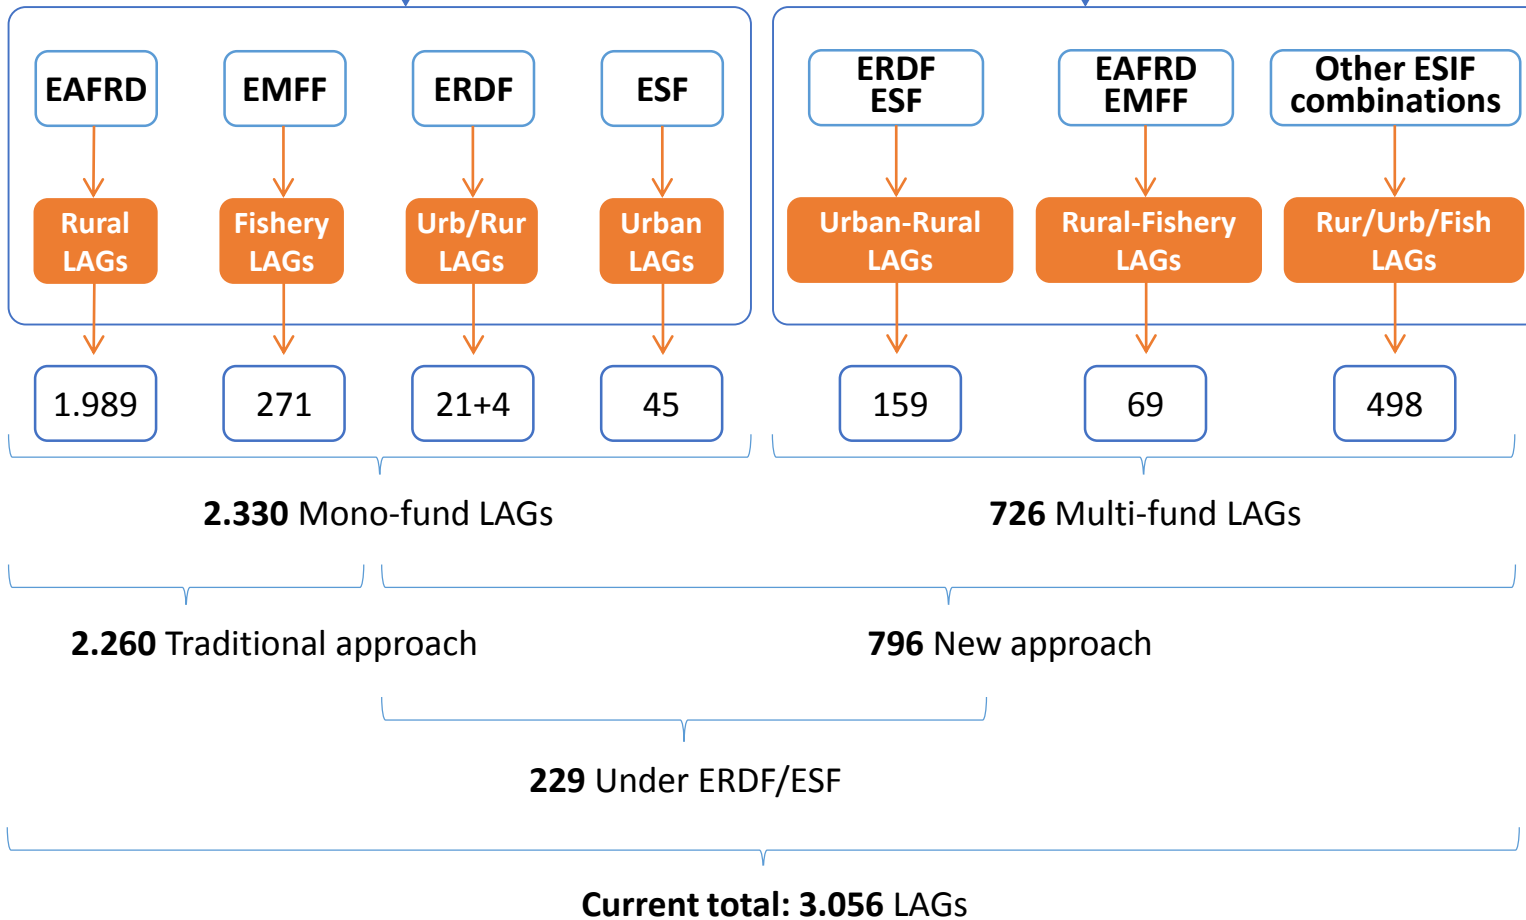 EAFRD
EMFF
ERDF
ESF
ERDF
ESF
EAFRD
EMFF
Other ESIF
combinations
Rural
LAGs
Fishery
LAGs
Urb/Rur
LAGs
Urban
LAGs
Urban-Rural
LAGs
Rural-Fishery
LAGs
Rur/Urb/Fish
LAGs
1.989
271
21+4
45
159
69
498
2.330 Mono-fund LAGs
726 Multi-fund LAGs
2.260 Traditional approach
796 New approach
229 Under ERDF/ESF
Current total: 3.056 LAGs